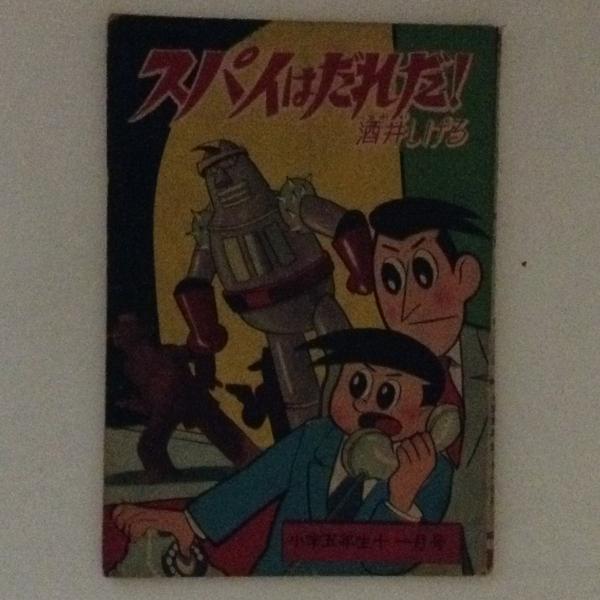 スパイはだれだ!
酒井しげる
小学五年生十一月号